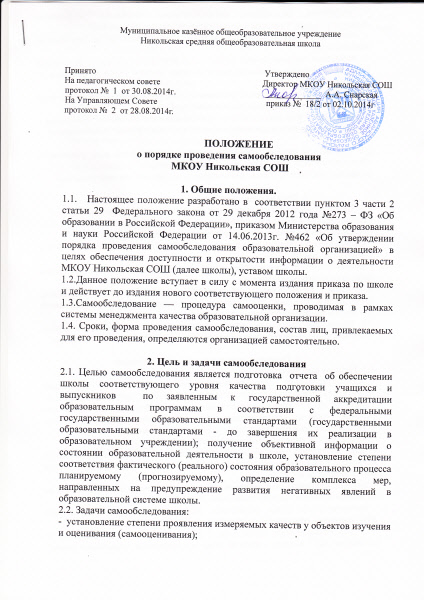 Муниципальное казённое общеобразовательное учреждение
Никольская средняя общеобразовательная школа
Принято
На педагогическом совете
протокол № 1 от 30.08.2014г.
На Управляющем Совете
протокол № 2 от 28.08.2014г.
Утверждено
Директор МКОУ Никольская СОШ
А.А. Снарская
приказ № 18/2 от 02.10.2014г
ПОЛОЖЕНИЕ
о порядке проведения самообследования
МКОУ Никольская СОШ
1. Общие положения.
1.1. Настоящее положение разработано в соответствии пунктом 3 части 2
статьи 29 Федерального закона от 29 декабря 2012 года №273 – ФЗ «Об
образовании в Российской Федерации», приказом Министерства образования
и науки Российской Федерации от 14.06.2013г. №462 «Об утверждении
порядка проведения самообследования образовательной организацией» в
целях обеспечения доступности и открытости информации о деятельности
МКОУ Никольская СОШ (далее школы), уставом школы.
1.2.Данное положение вступает в силу с момента издания приказа по школе
и действует до издания нового соответствующего положения и приказа.
1.3.Самообследование — процедура самооценки, проводимая в рамках
системы менеджмента качества образовательной организации.
1.4. Сроки, форма проведения самообследования, состав лиц, привлекаемых
для его проведения, определяются организацией самостоятельно.
2. Цель и задачи самообследования
2.1. Целью самообследования является подготовка отчета об обеспечении
школы соответствующего уровня качества подготовки учащихся и
выпускников по заявленным к государственной аккредитации
образовательным программам в соответствии с федеральными
государственными образовательными стандартами (государственными
образовательными стандартами - до завершения их реализации в
образовательном учреждении); получение объективной информации о
состоянии образовательной деятельности в школе, установление степени
соответствия фактического (реального) состояния образовательного процесса
планируемому (прогнозируемому), определение комплекса мер,
направленных на предупреждение развития негативных явлений в
образовательной системе школы.
2.2. Задачи самообследования:
- установление степени проявления измеряемых качеств у объектов изучения
и оценивания (самооценивания);